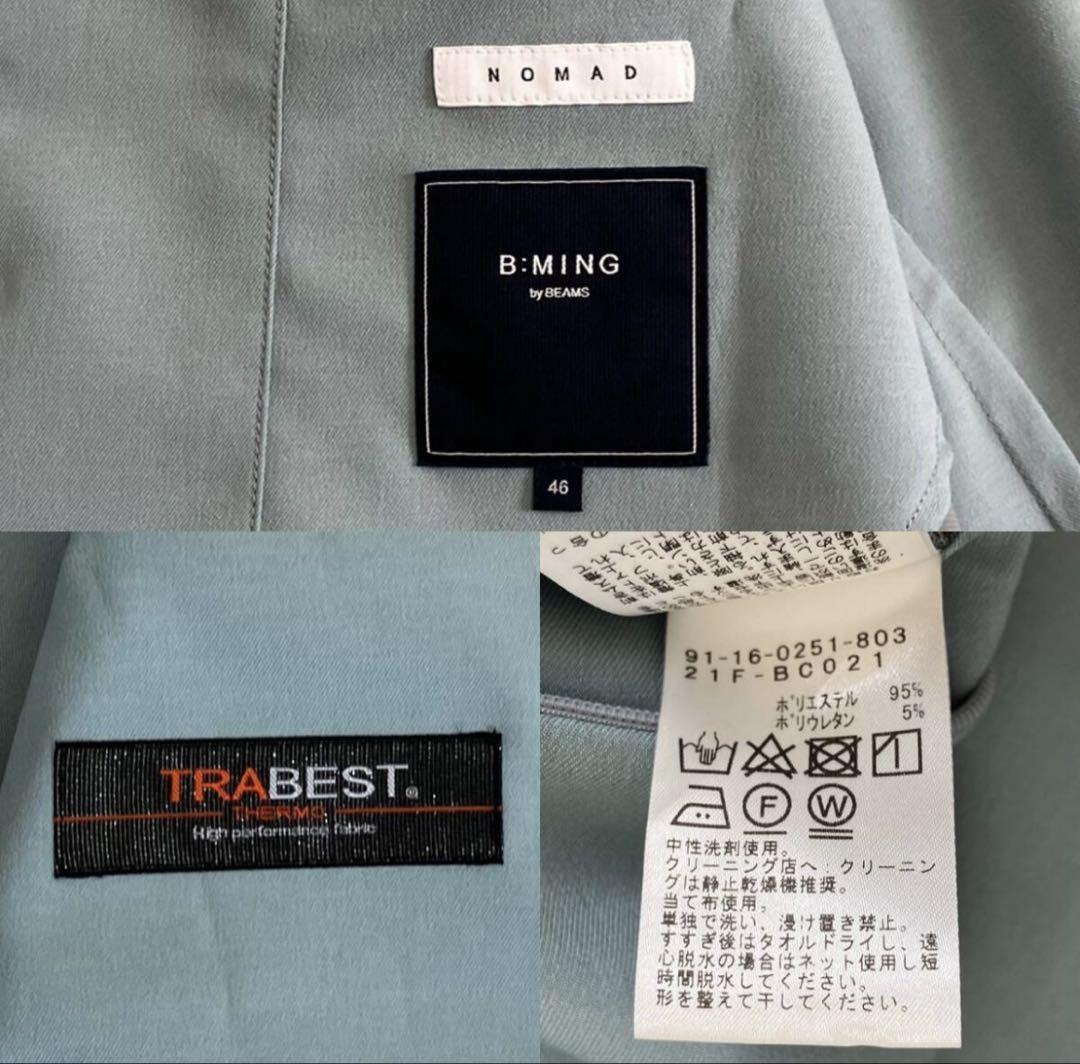 NOMAD
B:MING
by BEAMS
46
TRABEST®
THERMO
High performance fabric
91-16-0251-803
21F-BC021
ポリエステル 95%
ポリウレタン 5%
F W
中性洗剤使用。
クリーニング店へ:クリーニン
グは静止乾燥機推奨。
当て布使用。
単独で洗い、浸け置き禁止。
すすぎ後はタオルドライし、遠
心脱水の場合はネット使用し短
時間脱水してください。
形を整えて干してください。